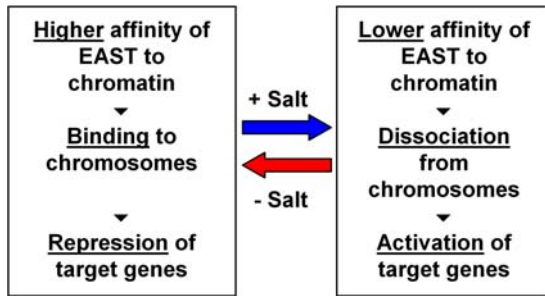 Higher affinity of
EAST to
chromatin
Binding to
chromosomes
Repression of
target genes
+ Salt
- Salt
Lower affinity of
EAST to
chromatin
Dissociation
from
chromosomes
Activation of
target genes